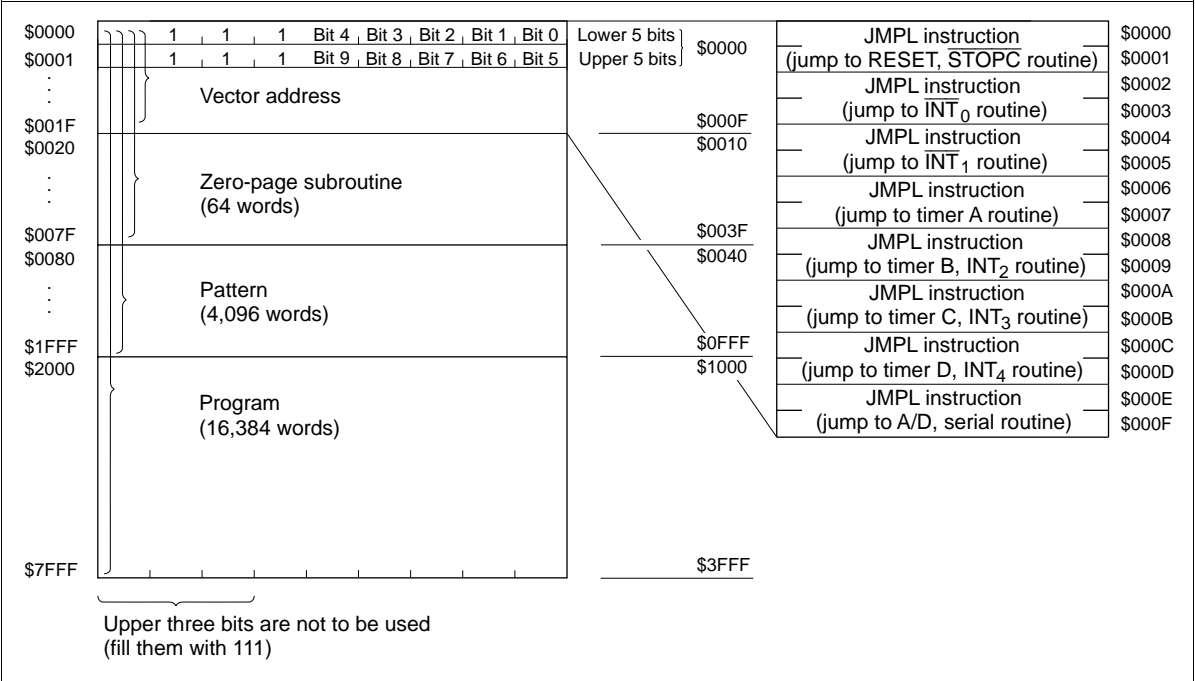 $0000
1 1 1 Bit 4 Bit 3 Bit 2 Bit 1 Bit 0
Lower 5 bits
$0001
1 1 1 Bit 9 Bit 8 Bit 7 Bit 6 Bit 5
Upper 5 bits
$0000
Vector address
$001F
$000F
$0020
$0010
Zero-page subroutine
(64 words)
$007F
$003F
$0080
$0040
Pattern
(4,096 words)
$1FFF
$0FFF
$2000
$1000
Program
(16,384 words)
$7FFF
$3FFF
Upper three bits are not to be used
(fill them with 111)
JMPL instruction
$0000
(jump to RESET, STOPC routine)
$0001
JMPL instruction
$0002
(jump to INT0 routine)
$0003
JMPL instruction
$0004
(jump to INT1 routine)
$0005
JMPL instruction
$0006
(jump to timer A routine)
$0007
JMPL instruction
$0008
(jump to timer B, INT2 routine)
$0009
JMPL instruction
$000A
(jump to timer C, INT3 routine)
$000B
JMPL instruction
$000C
(jump to timer D, INT4 routine)
$000D
JMPL instruction
$000E
(jump to A/D, serial routine)
$000F